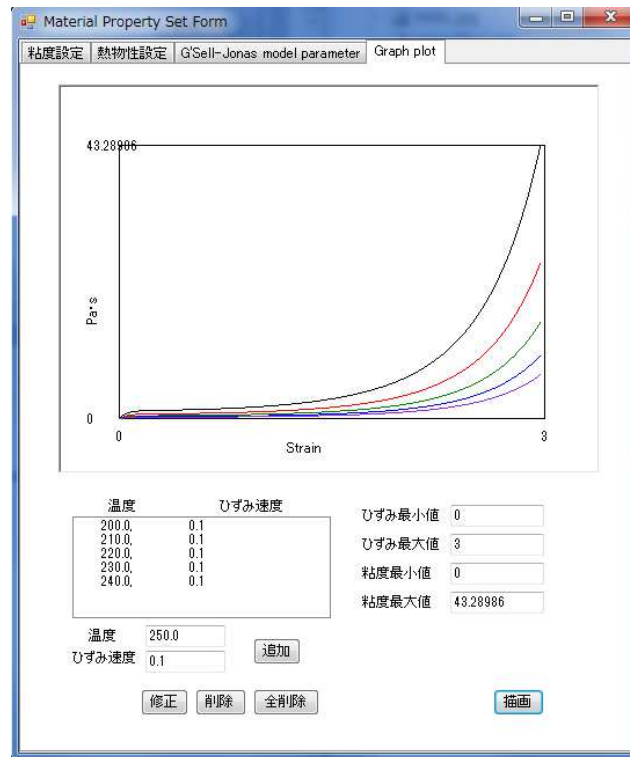 Material Property Set Form
粘度設定 熱物性設定 G'Sell-Jonas model parameter Graph plot
43.28986
Pa・s
0
0 3
Strain
温度 ひずみ速度
200.0, 0.1
210.0, 0.1
220.0, 0.1
230.0, 0.1
240.0, 0.1
ひずみ最小値 0
ひずみ最大値 3
粘度最小値 0
粘度最大値 43.28986
温度 250.0
ひずみ速度 0.1
追加
修正 削除 全削除 描画